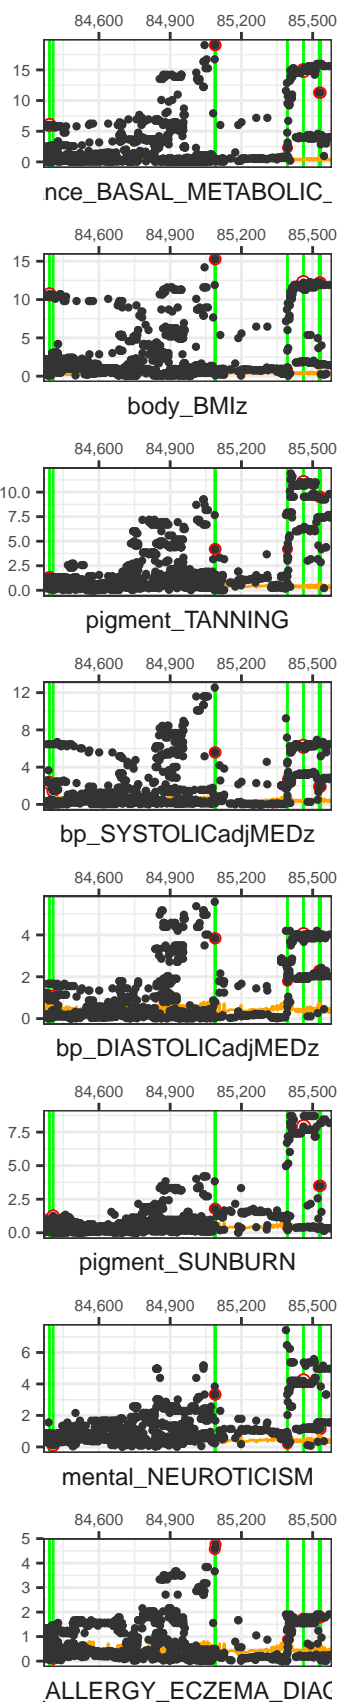 84,600 84,900 85,200 85,500
15
10
5
0
.nce_BASAL_METABOLIC_
84,600 84,900 85,200 85,500
15
10
5
0
body_BMIz
84,600 84,900 85,200 85,500
10.0
7.5
5.0
2.5
0.0
pigment_TANNING
84,600 84,900 85,200 85,500
12
8
4
0
bp_SYSTOLICadjMEDz
84,600 84,900 85,200 85,500
4
2
0
bp_DIASTOLICadjMEDz
84,600 84,900 85,200 85,500
7.5
5.0
2.5
0.0
pigment_SUNBURN
84,600 84,900 85,200 85,500
6
4
2
0
mental_NEUROTICISM
84,600 84,900 85,200 85,500
5
4
3
2
1
0
_ALLERGY_ECZEMA_DIAG